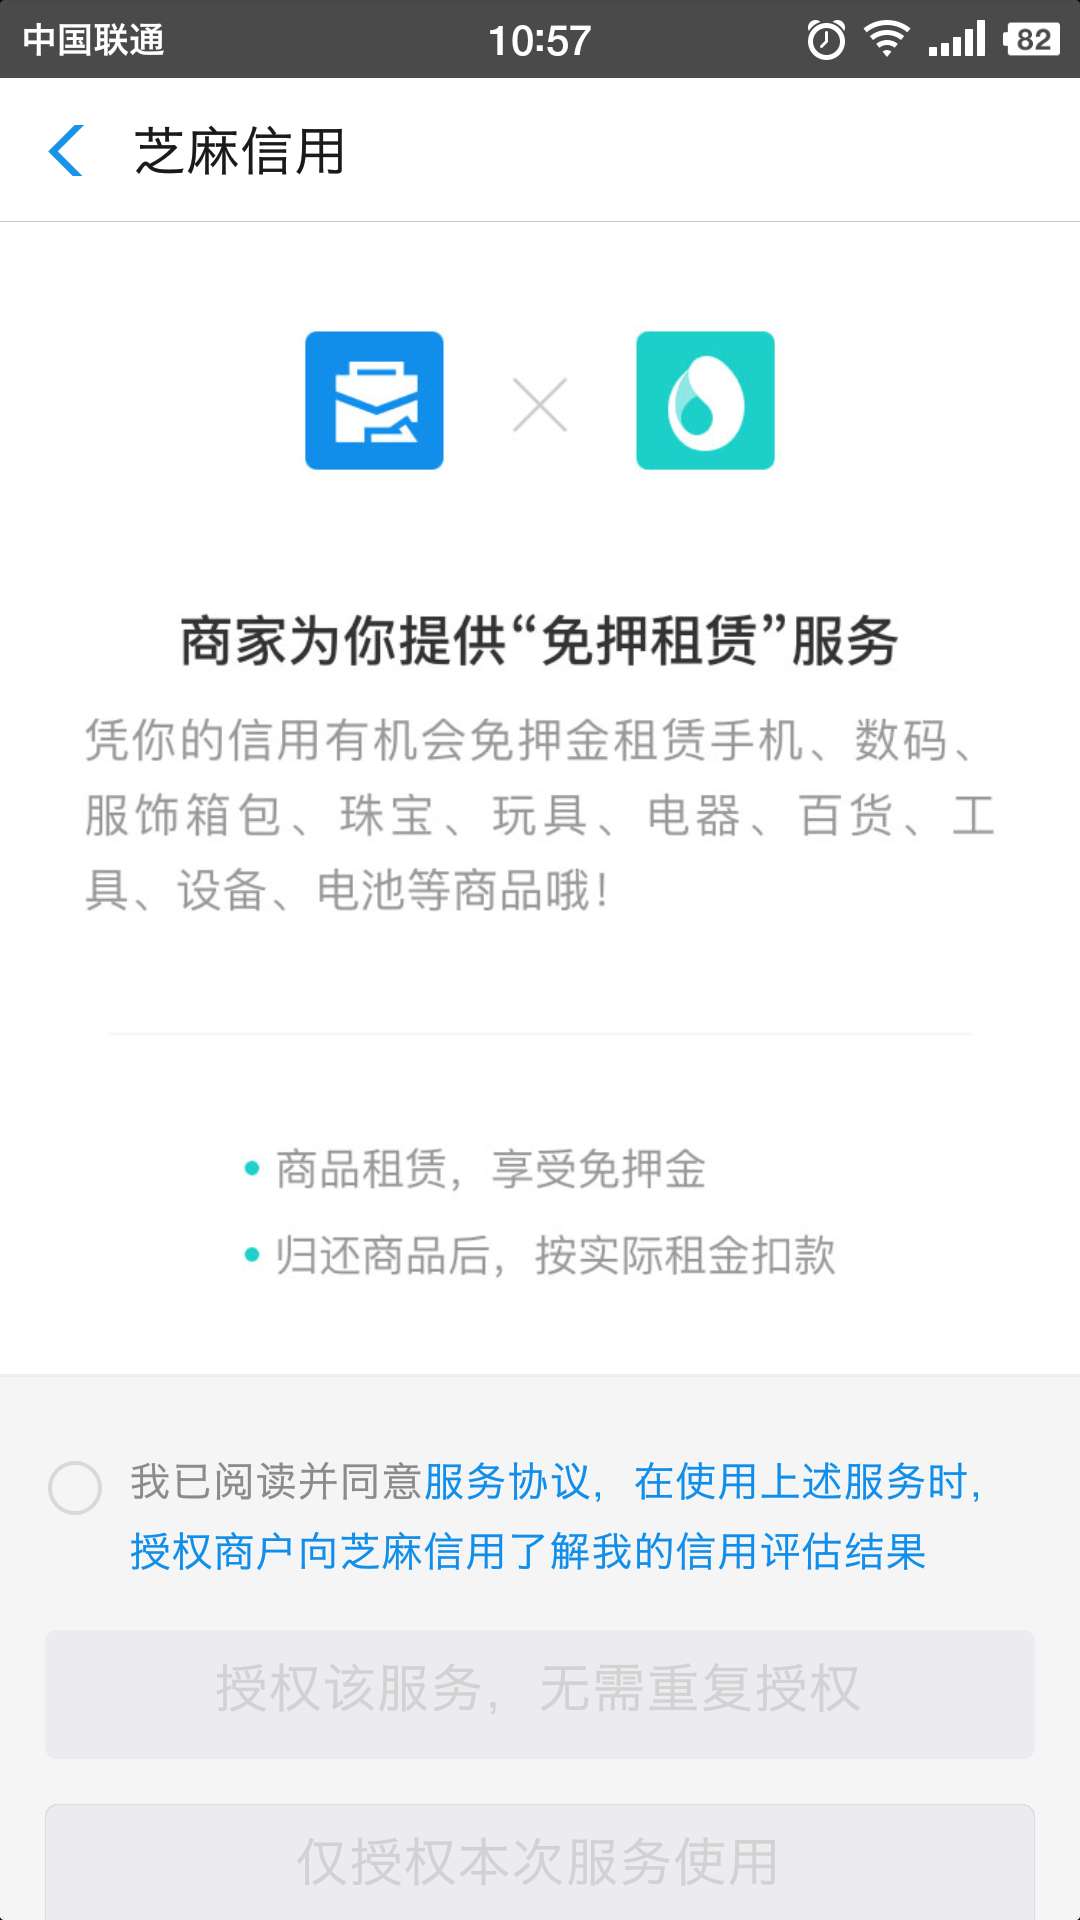 中国联通 10:57 82
芝麻信用
商家为你提供“免押租赁”服务
凭你的信用有机会免押金租赁手机、数码、
服饰箱包、珠宝、玩具、电器、百货、工
具、设备、电池等商品哦!
商品租赁，享受免押金
归还商品后，按实际租金扣款
我已阅读并同意服务协议，在使用上述服务时，
授权商户向芝麻信用了解我的信用评估结果
授权该服务，无需重复授权
仅授权本次服务使用